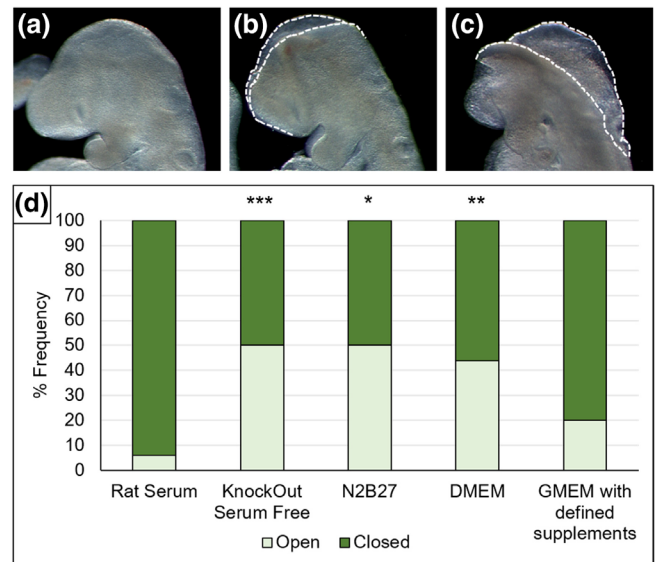 (a)
(b)
(c)
(d)
*** * **
100
90
80
70
60
50
40
30
20
10
0
% Frequency
Rat Serum
KnockOut
Serum Free
N2B27
DMEM
GMEM with
defined
supplements
Open Closed